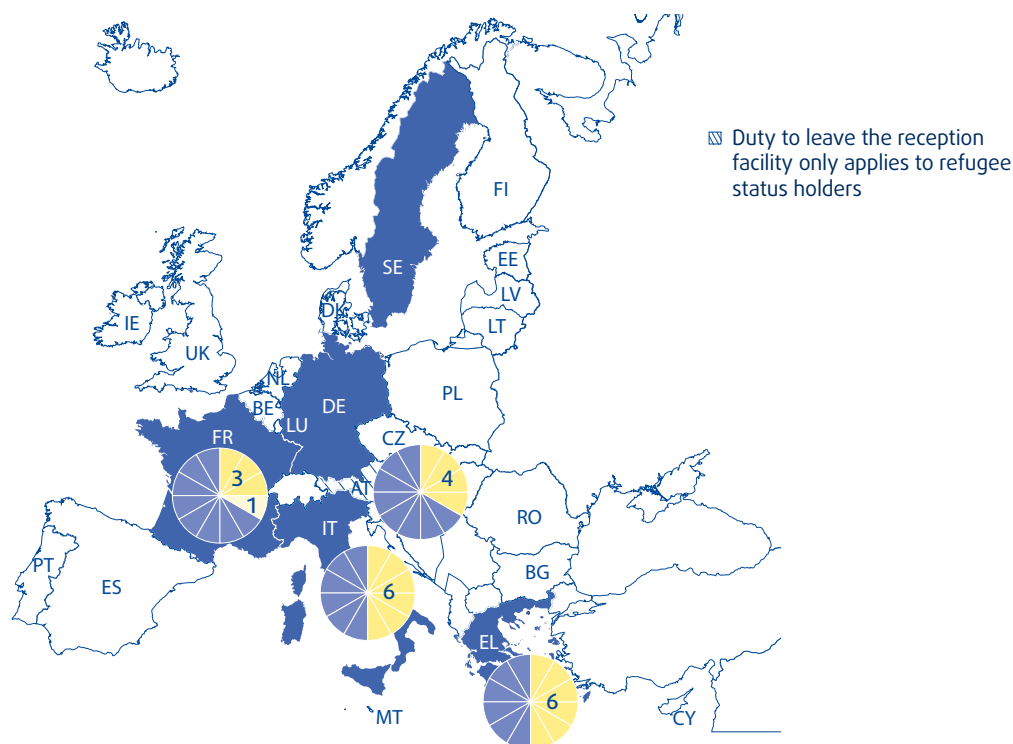 Duty to leave the reception
facility only applies to refugee
status holders
FI
SE
EE
LV
DK
IE
LT
UK
NL
PL
BE
DE
LU
FR
CZ
3
4
AT
1
RO
IT
PT
BG
ES
6
EL
6
MT
CY